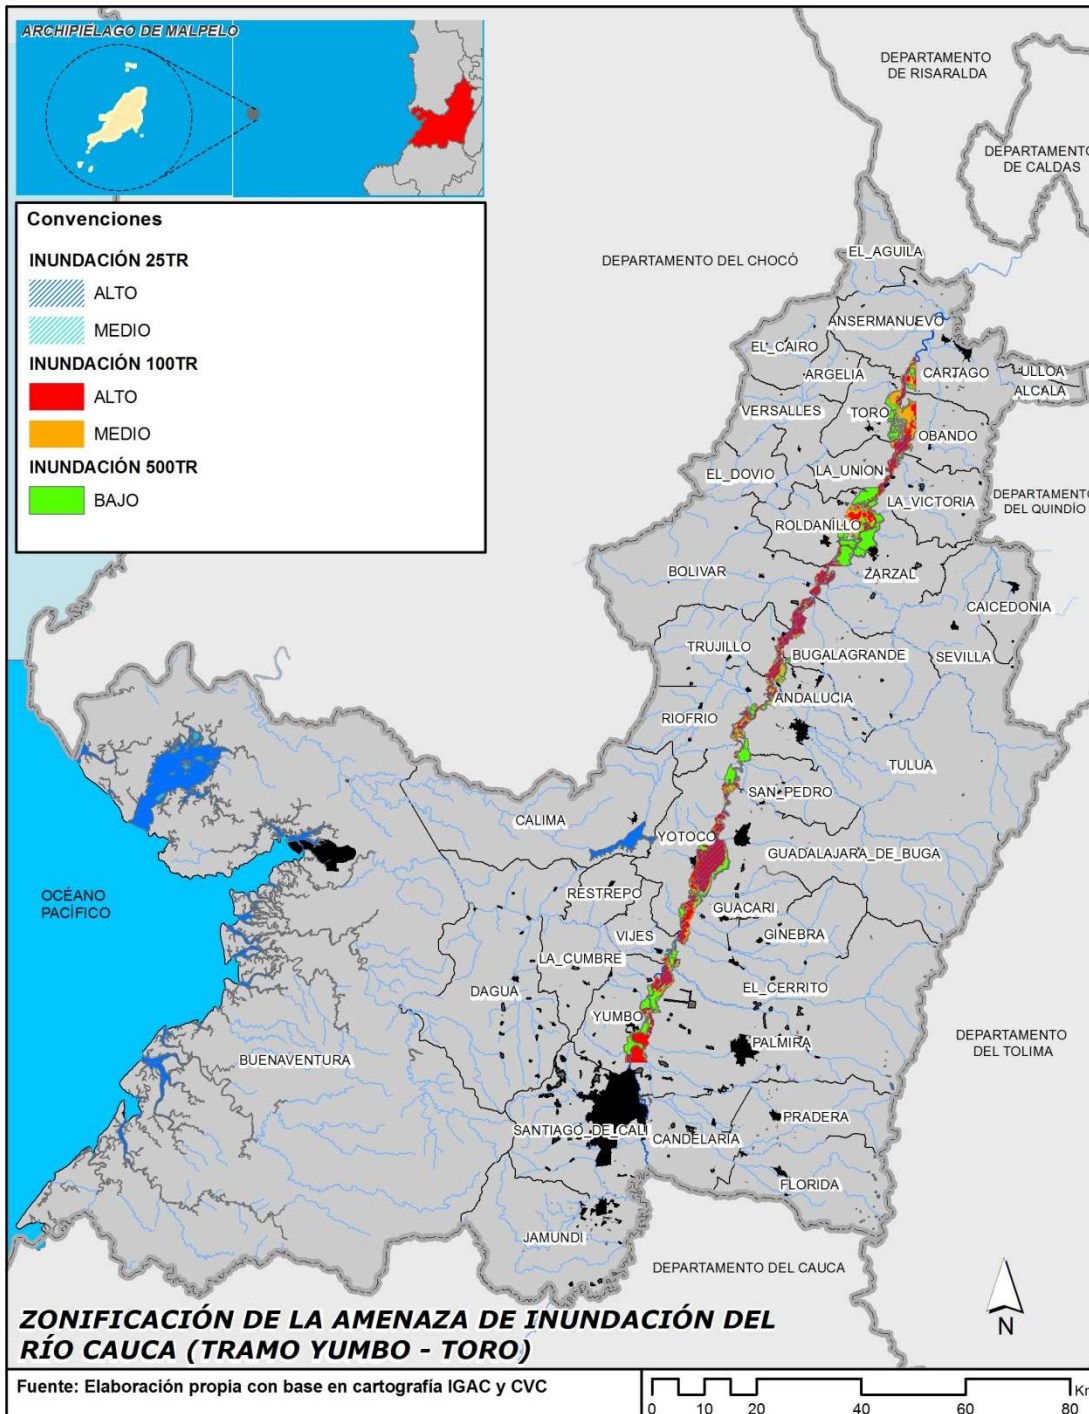 ARCHIPIÉLAGO DE MALPELO
Convenciones
INUNDACIÓN 25TR
ALTO
MEDIO
INUNDACIÓN 100TR
ALTO
MEDIO
INUNDACIÓN 500TR
BAJO
DEPARTAMENTO
DE RISARALDA
DEPARTAMENTO
DE CALDAS
EL_AGUILA
DEPARTAMENTO DEL CHOCÓ
ANSERMANUEVO
EL_CAIRO
ARGELIA
CARTAGO
ULLOA
ALCALA
VERSALLES
TORO
OBANDO
EL_DOVIO
LA_UNION
LA_VICTORIA
DEPARTAMENTO
DEL QUINDÍO
ROLDANILLO
BOLIVAR
ZARZAL
CAICEDONIA
TRUJILLO
BUGALAGRANDE
SEVILLA
ANDALUCIA
RIOFRIO
TULUA
SAN_PEDRO
CALIMA
YOTOCO
GUADALAJARA_DE_BUGA
OCÉANO
PACÍFICO
RESTREPO
GUACARI
GINEBRA
VIJES
LA_CUMBRE
DAGUA
EL_CERRITO
YUMBO
PALMIRA
DEPARTAMENTO
DEL TOLIMA
BUENAVENTURA
PRADERA
SANTIAGO_DE_CALI
CANDELARIA
FLORIDA
JAMUNDI
DEPARTAMENTO DEL CAUCA
N
ZONIFICACIÓN DE LA AMENAZA DE INUNDACIÓN DEL
RÍO CAUCA (TRAMO YUMBO - TORO)
Fuente: Elaboración propia con base en cartografía IGAC y CVC
Km
0 10 20 40 60 80